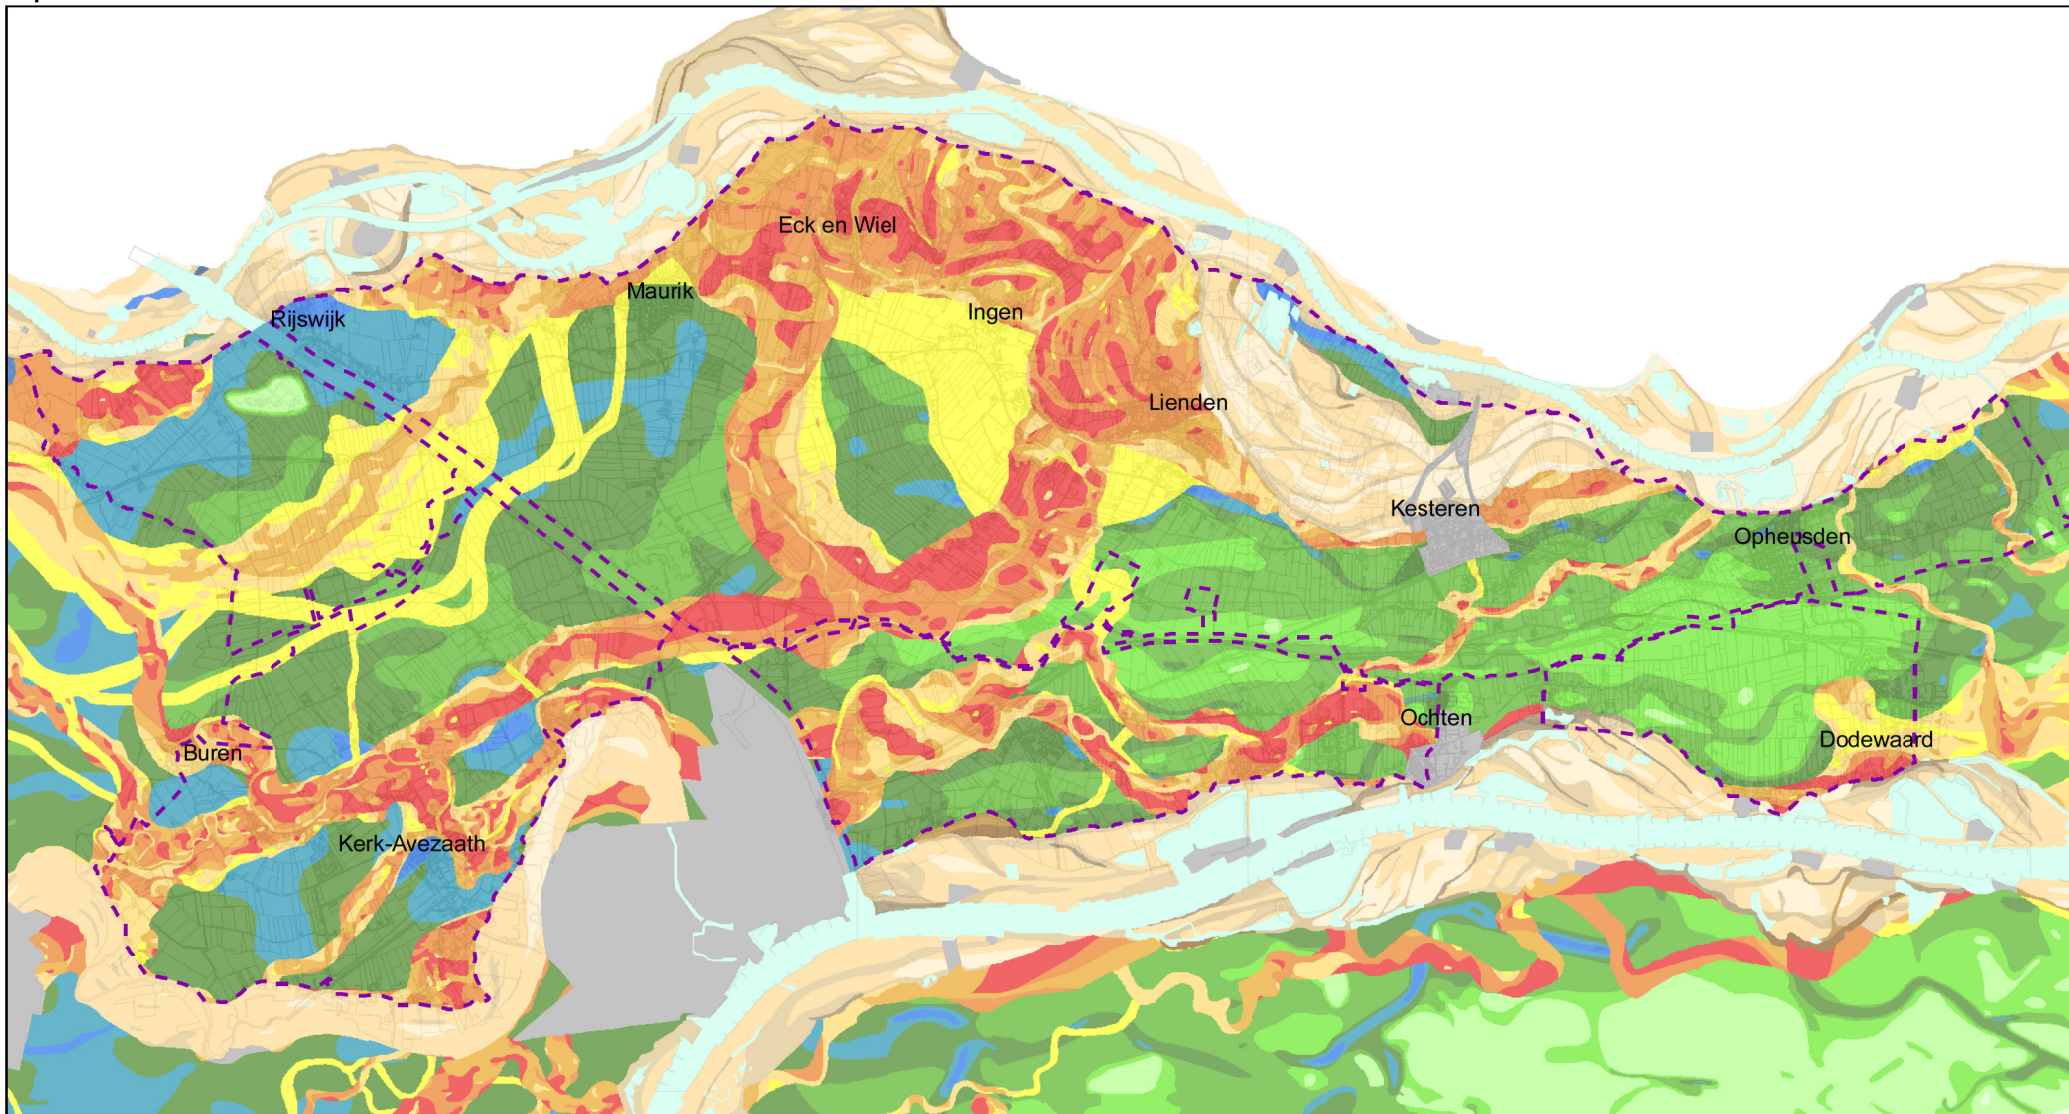 Eck en Wiel
Maurik
Ingen
Rijswijk
Lienden
Kesteren
Opheusden
Ochten
Dodewaard
Buren
Kerk-Avezaath